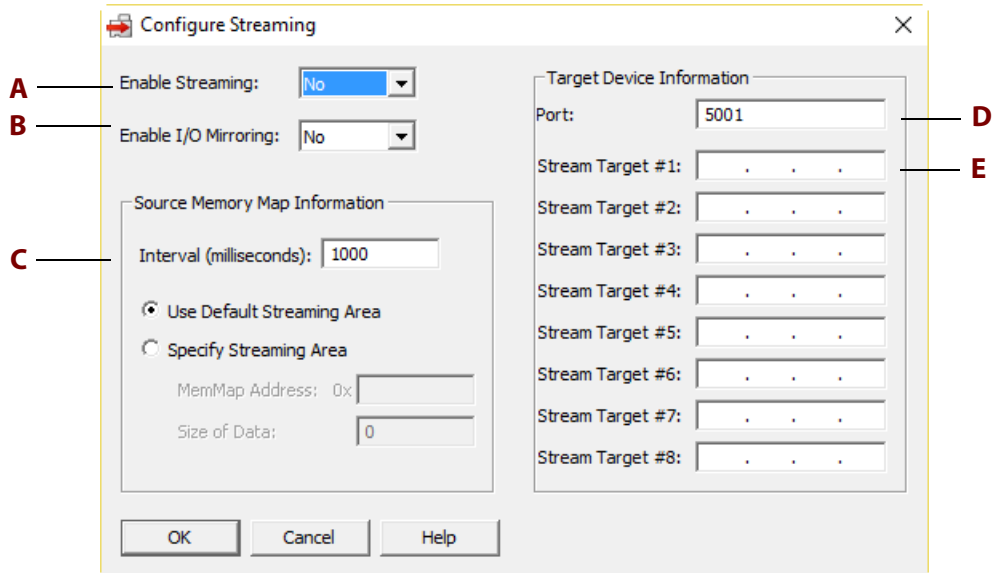 Configure Streaming
A
Enable Streaming: No
B
Enable I/O Mirroring: No
Source Memory Map Information
C
Interval (milliseconds): 1000
Use Default Streaming Area
Specify Streaming Area
MemMap Address: 0x
Size of Data: 0
Target Device Information
Port: 5001
D
Stream Target #1: . . .
E
Stream Target #2: . . .
Stream Target #3: . . .
Stream Target #4: . . .
Stream Target #5: . . .
Stream Target #6: . . .
Stream Target #7: . . .
Stream Target #8: . . .
OK Cancel Help